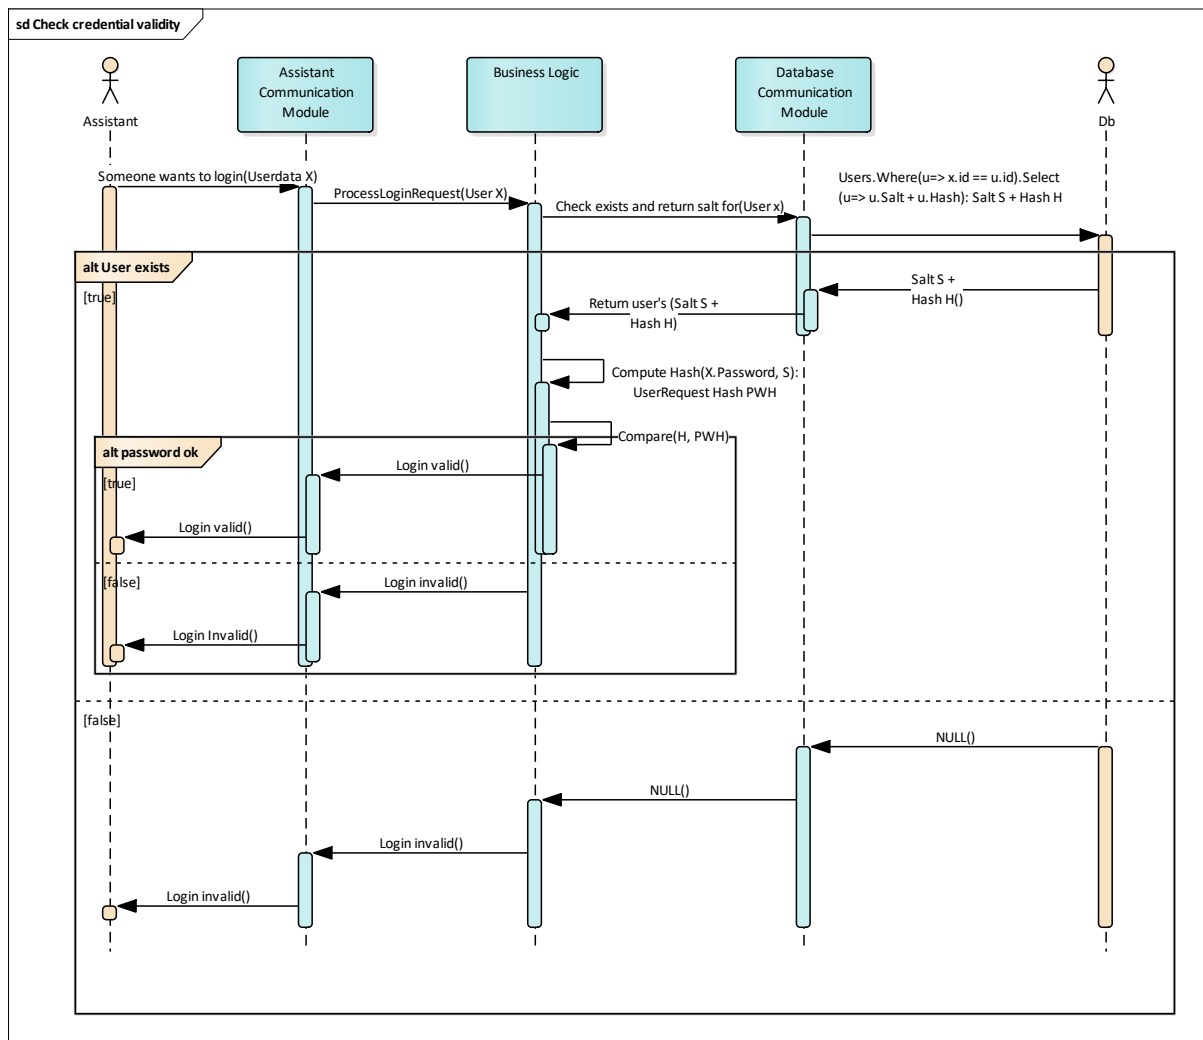 sd Check credential validity
Assistant
Assistant
Communication
Module
Business Logic
Database
Communication
Module
Db
Someone wants to login(Userdata X)
ProcessLoginRequest(User X)
Check exists and return salt for(User x)
Users.Where(u=> x.id == u.id).Select
(u=> u.Salt + u.Hash): Salt S + Hash H
alt User exists
[true]
Salt S +
Hash H()
Return user's (Salt S +
Hash H)
Compute Hash(X.Password, S):
UserRequest Hash PWH
Compare(H, PWH)
alt password ok
[true]
Login valid()
Login valid()
[false]
Login invalid()
Login Invalid()
[false]
NULL()
NULL()
Login invalid()
Login invalid()